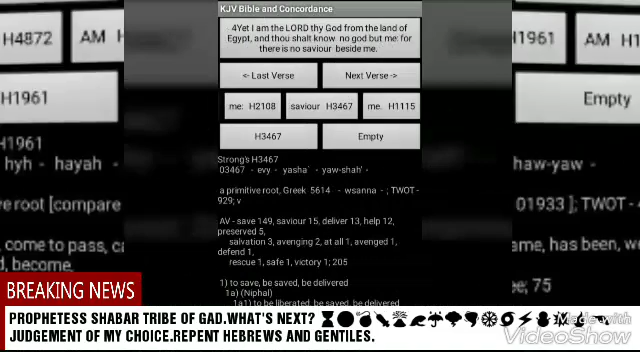 KJV Bible and Concordance
4Yet I am the LORD thy God from the land of
Egypt, and thou shalt know no god but me: for
there is no saviour beside me.
<- Last Verse
Next Verse ->
me: H2108
saviour H3467
me. H1115
H3467
Empty
Strong's H3467
03467 - evy - yasha` - yaw-shah' -
a primitive root, Greek 5614 - wsanna - ; TWOT -
929; v
AV - save 149, saviour 15, deliver 13, help 12,
preserved 5,
salvation 3, avenging 2, at all 1, avenged 1,
defend 1,
rescue 1, safe 1, victory 1; 205
1) to save, be saved, be delivered
1a) (Niphal)
1a1) to be liberated, be saved, be delivered
H4872
AM H
H1961
H1961
hyh - hayah -
ve root [compare
, come to pass, ca
d, become,
H1961
AM H1
Empty
haw-yaw -
01933 ]; TWOT - 4
ame, has been, we
e; 75
BREAKING NEWS
PROPHETESS SHABAR TRIBE OF GAD.WHAT'S NEXT?
JUDGEMENT OF MY CHOICE.REPENT HEBREWS AND GENTILES.
Made with
VideoShow